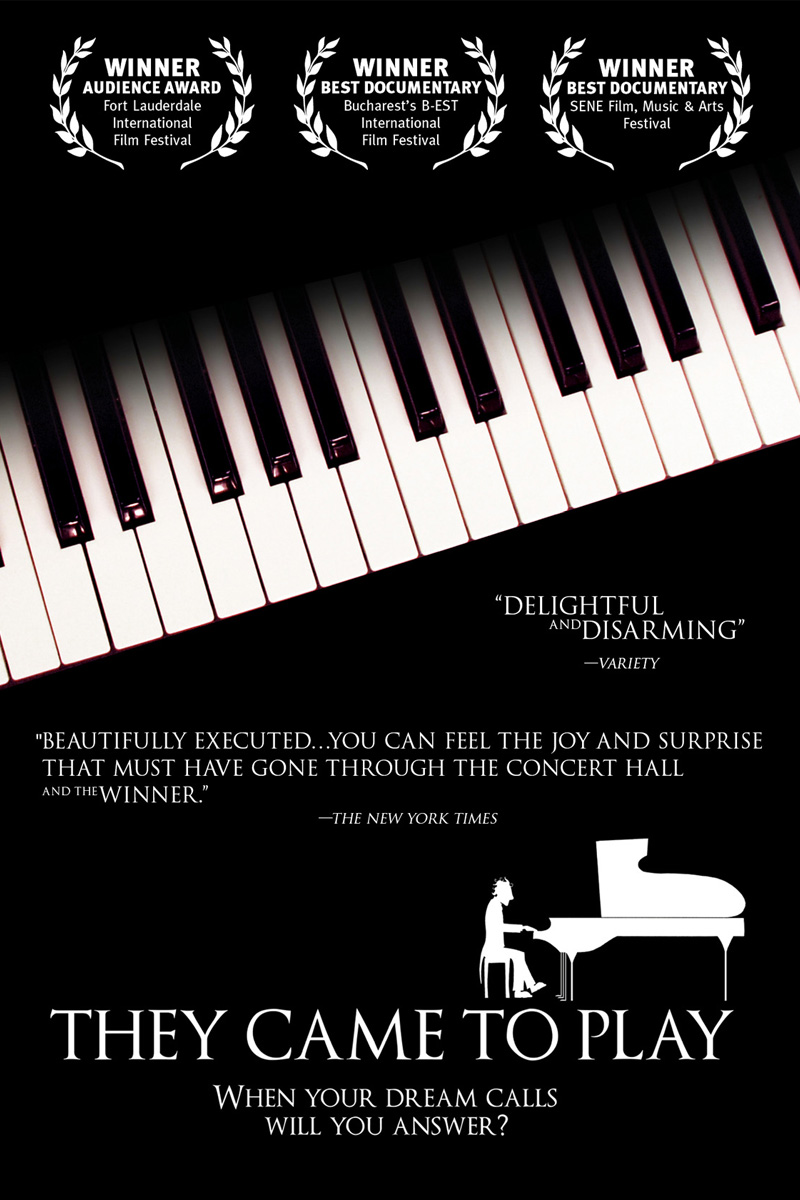 WINNER
AUDIENCE AWARD
Fort Lauderdale
International
Film Festival
WINNER
BEST DOCUMENTARY
Bucharest's B-EST
International
Film Festival
WINNER
BEST DOCUMENTARY
SENE Film, Music & Arts
Festival
“DELIGHTFUL
AND DISARMING”
—VARIETY
"BEAUTIFULLY EXECUTED...YOU CAN FEEL THE JOY AND SURPRISE
THAT MUST HAVE GONE THROUGH THE CONCERT HALL
AND THE WINNER.”
—THE NEW YORK TIMES
THEY CAME TO PLAY
WHEN YOUR DREAM CALLS
WILL YOU ANSWER?